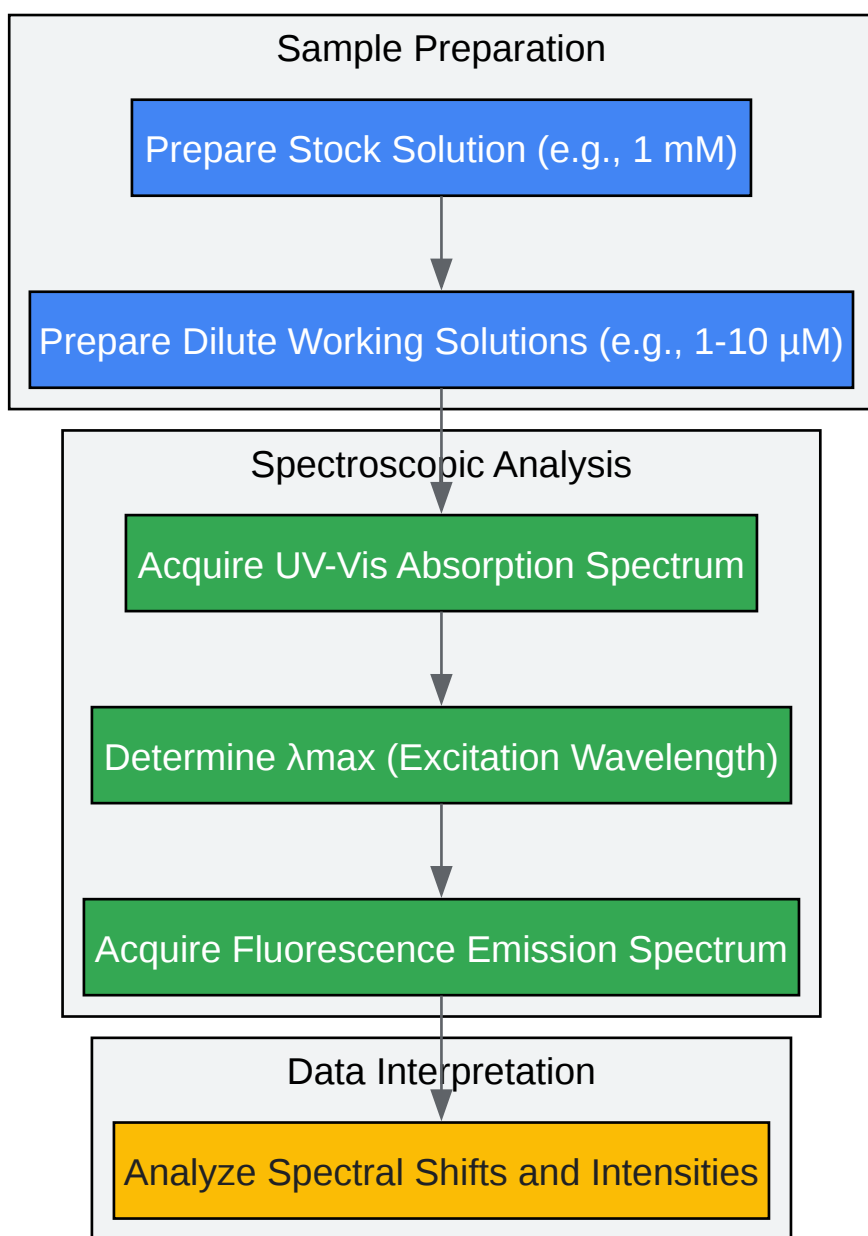 Sample Preparation
Prepare Stock Solution (e.g., 1 mM)
Prepare Dilute Working Solutions (e.g., 1-10 µM)
Spectroscopic Analysis
Acquire UV-Vis Absorption Spectrum
Determine λmax (Excitation Wavelength)
Acquire Fluorescence Emission Spectrum
Data Interpretation
Analyze Spectral Shifts and Intensities